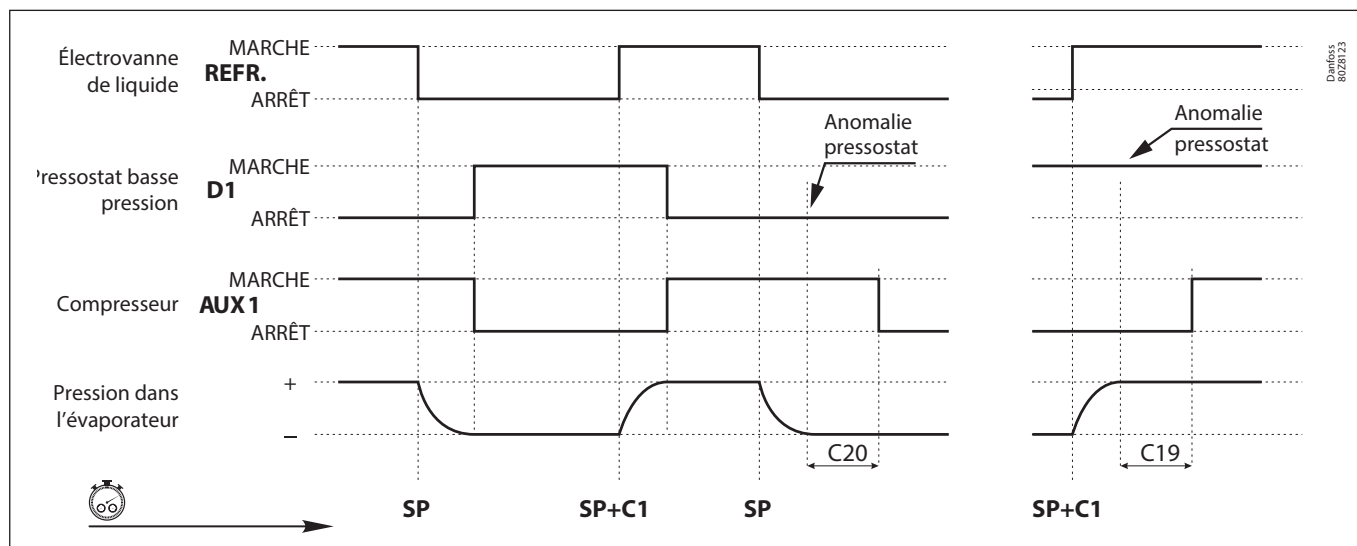 Électrovanne
de liquide
REFR.
MARCHE
ARRÊT
Danfoss
80Z8123
Anomalie
pressostat
Anomalie
pressostat
ressostat basse
pression
D1
MARCHE
ARRÊT
Compresseur
AUX 1
MARCHE
ARRÊT
Pression dans
l'évaporateur
+
–
C20
C19
SP
SP+C1
SP
SP+C1